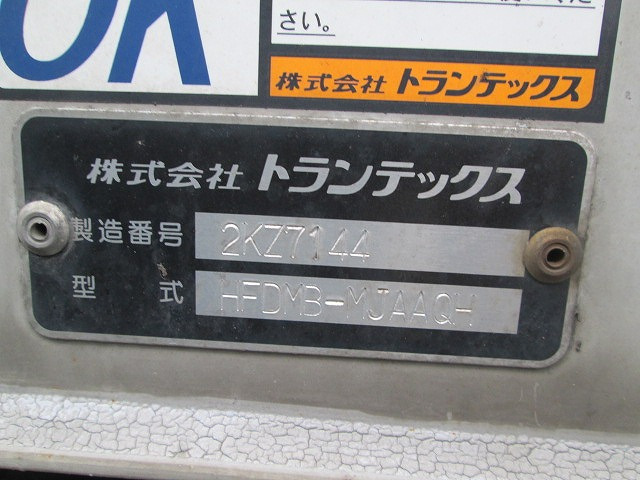 OK
さい。
株式会社 トランテックス
株式会社 トランテックス
製造番号 2KZ7144
型式 HFDMB-MJAAQH